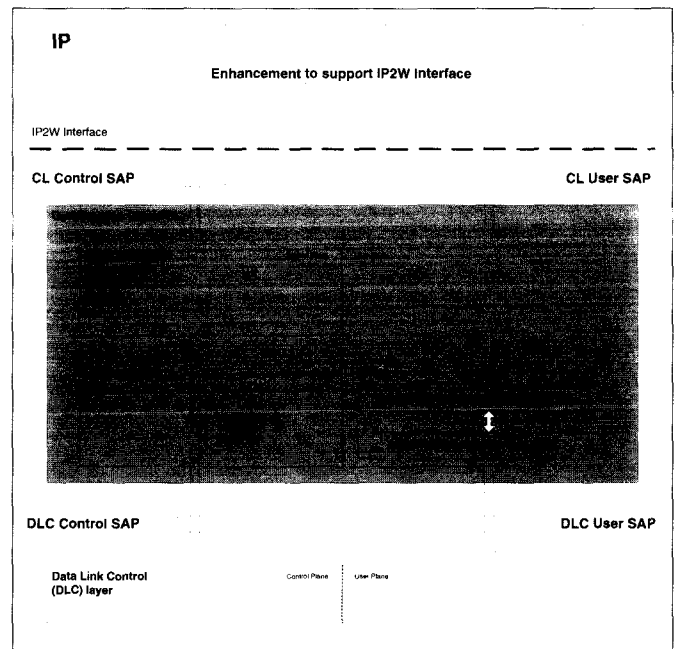 IP
Enhancement to support IP2W Interface
IP2W Interface
CL Control SAP
CL User SAP
DLC Control SAP
DLC User SAP
Data Link Control
(DLC) layer
Control Plane
User Plane